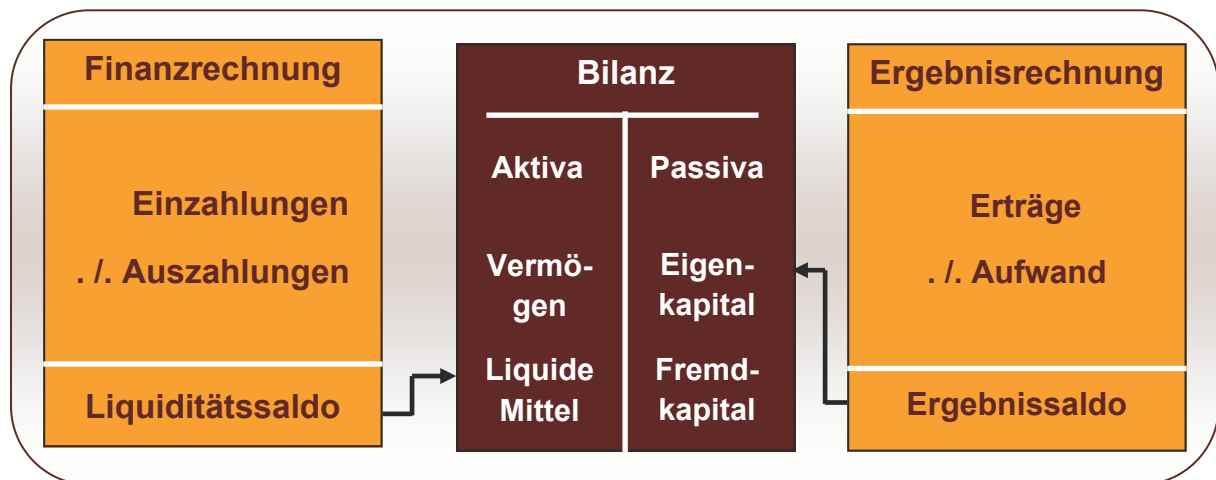 Finanzrechnung
Einzahlungen
. /. Auszahlungen
Liquiditätssaldo
Bilanz
Aktiva
Passiva
Vermö-
gen
Eigen-
kapital
Liquide
Mittel
Fremd-
kapital
Ergebnisrechnung
Erträge
. /. Aufwand
Ergebnissaldo